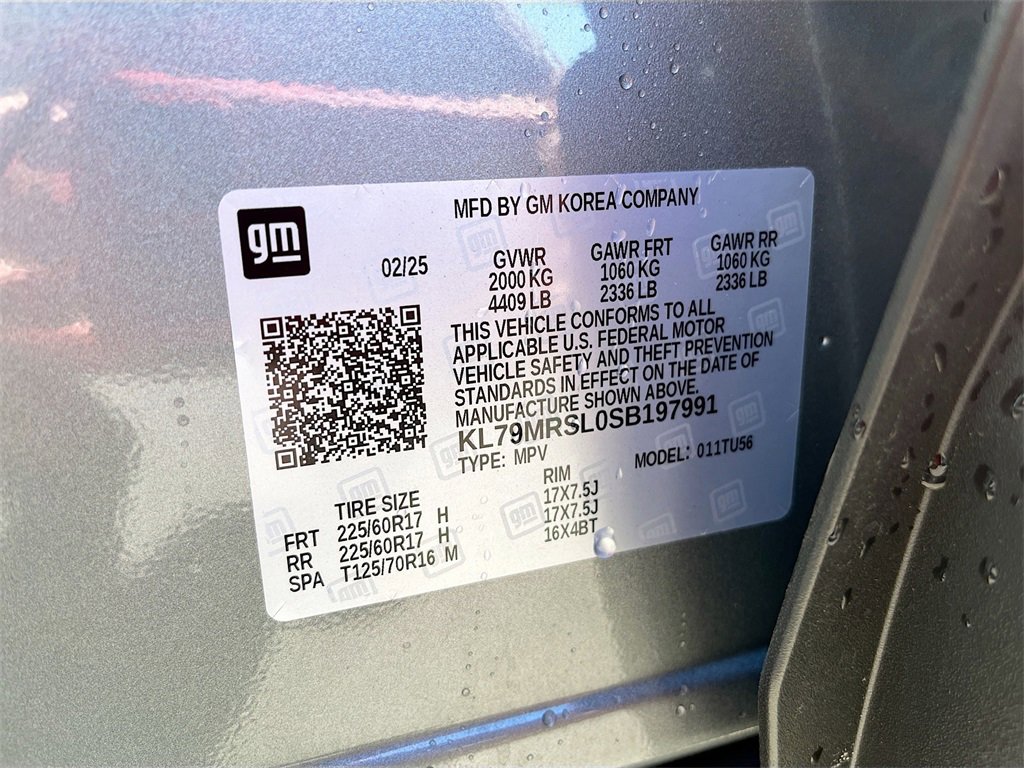 gm
MFD BY GM KOREA COMPANY
02/25
GVWR GAWR FRT GAWR RR
2000 KG 1060 KG 1060 KG
4409 LB 2336 LB 2336 LB
THIS VEHICLE CONFORMS TO ALL
APPLICABLE U.S. FEDERAL MOTOR
VEHICLE SAFETY AND THEFT PREVENTION
STANDARDS IN EFFECT ON THE DATE OF
MANUFACTURE SHOWN ABOVE.
KL79MRSL0SB197991
TYPE: MPV MODEL: 011TU56
TIRE SIZE RIM
FRT 225/60R17 H 17X7.5J
RR 225/60R17 H 17X7.5J
SPA T125/70R16 M 16X4BT